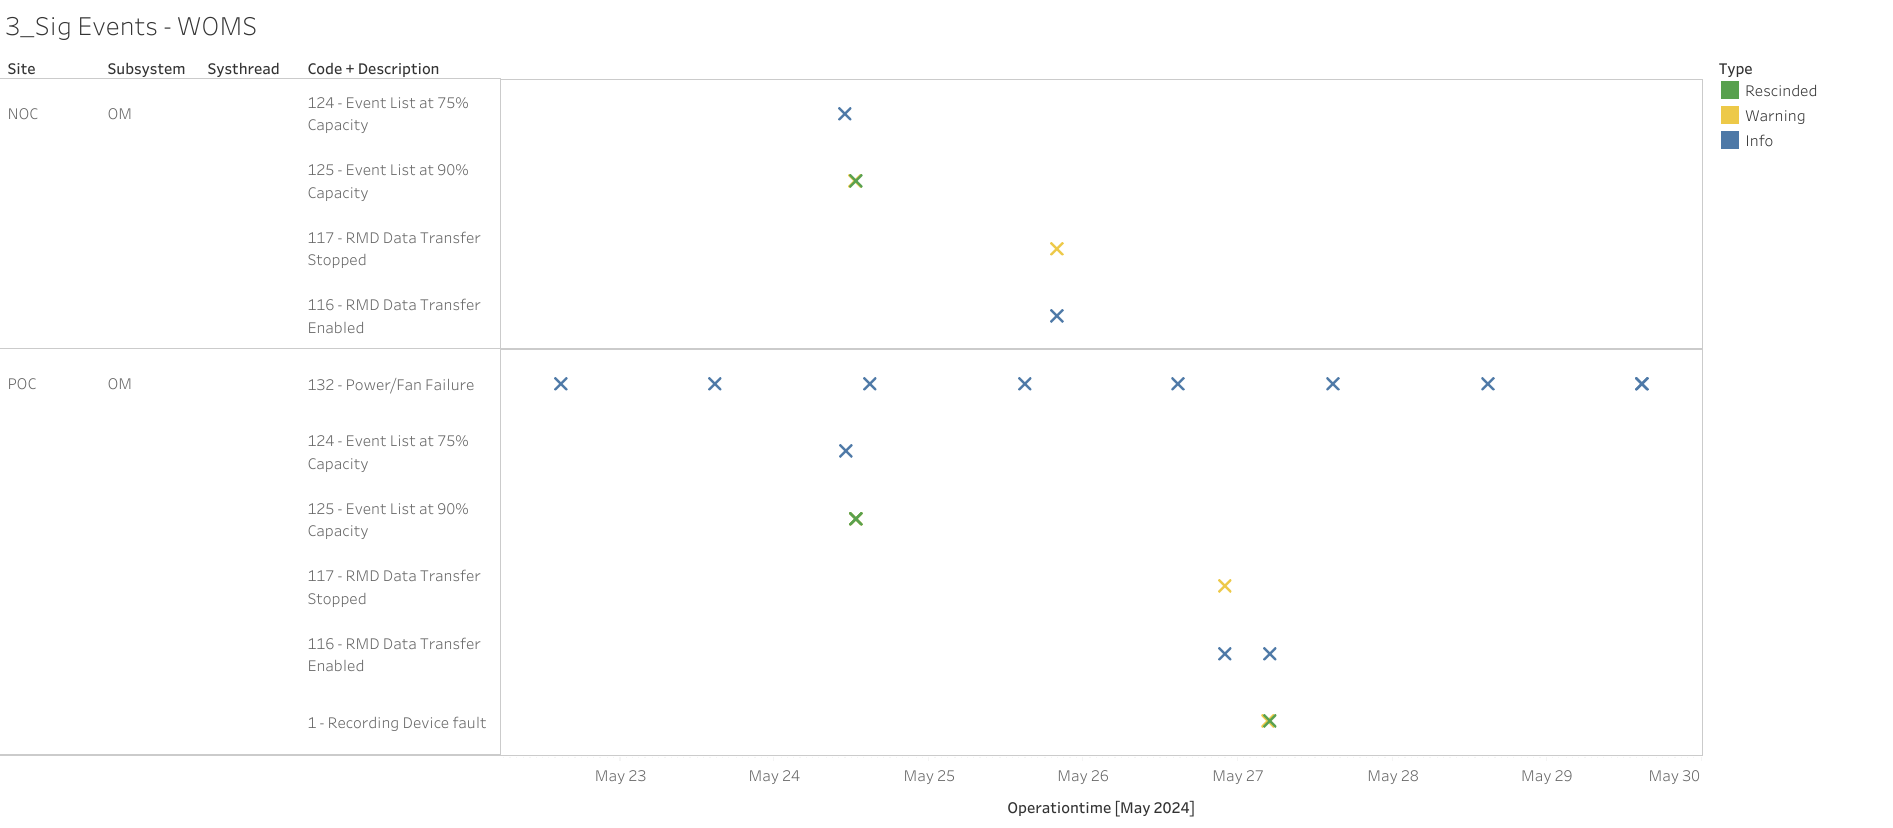 3_Sig Events - WOMS
Site Subsystem Systhread Code + Description
Type
Rescinded
Warning
Info
NOC OM
124 - Event List at 75%
Capacity
125 - Event List at 90%
Capacity
117 - RMD Data Transfer
Stopped
116 - RMD Data Transfer
Enabled
POC OM 132 - Power/Fan Failure
124 - Event List at 75%
Capacity
125 - Event List at 90%
Capacity
117 - RMD Data Transfer
Stopped
116 - RMD Data Transfer
Enabled
1 - Recording Device fault
May 23 May 24 May 25 May 26 May 27 May 28 May 29 May 30
Operationtime [May 2024]